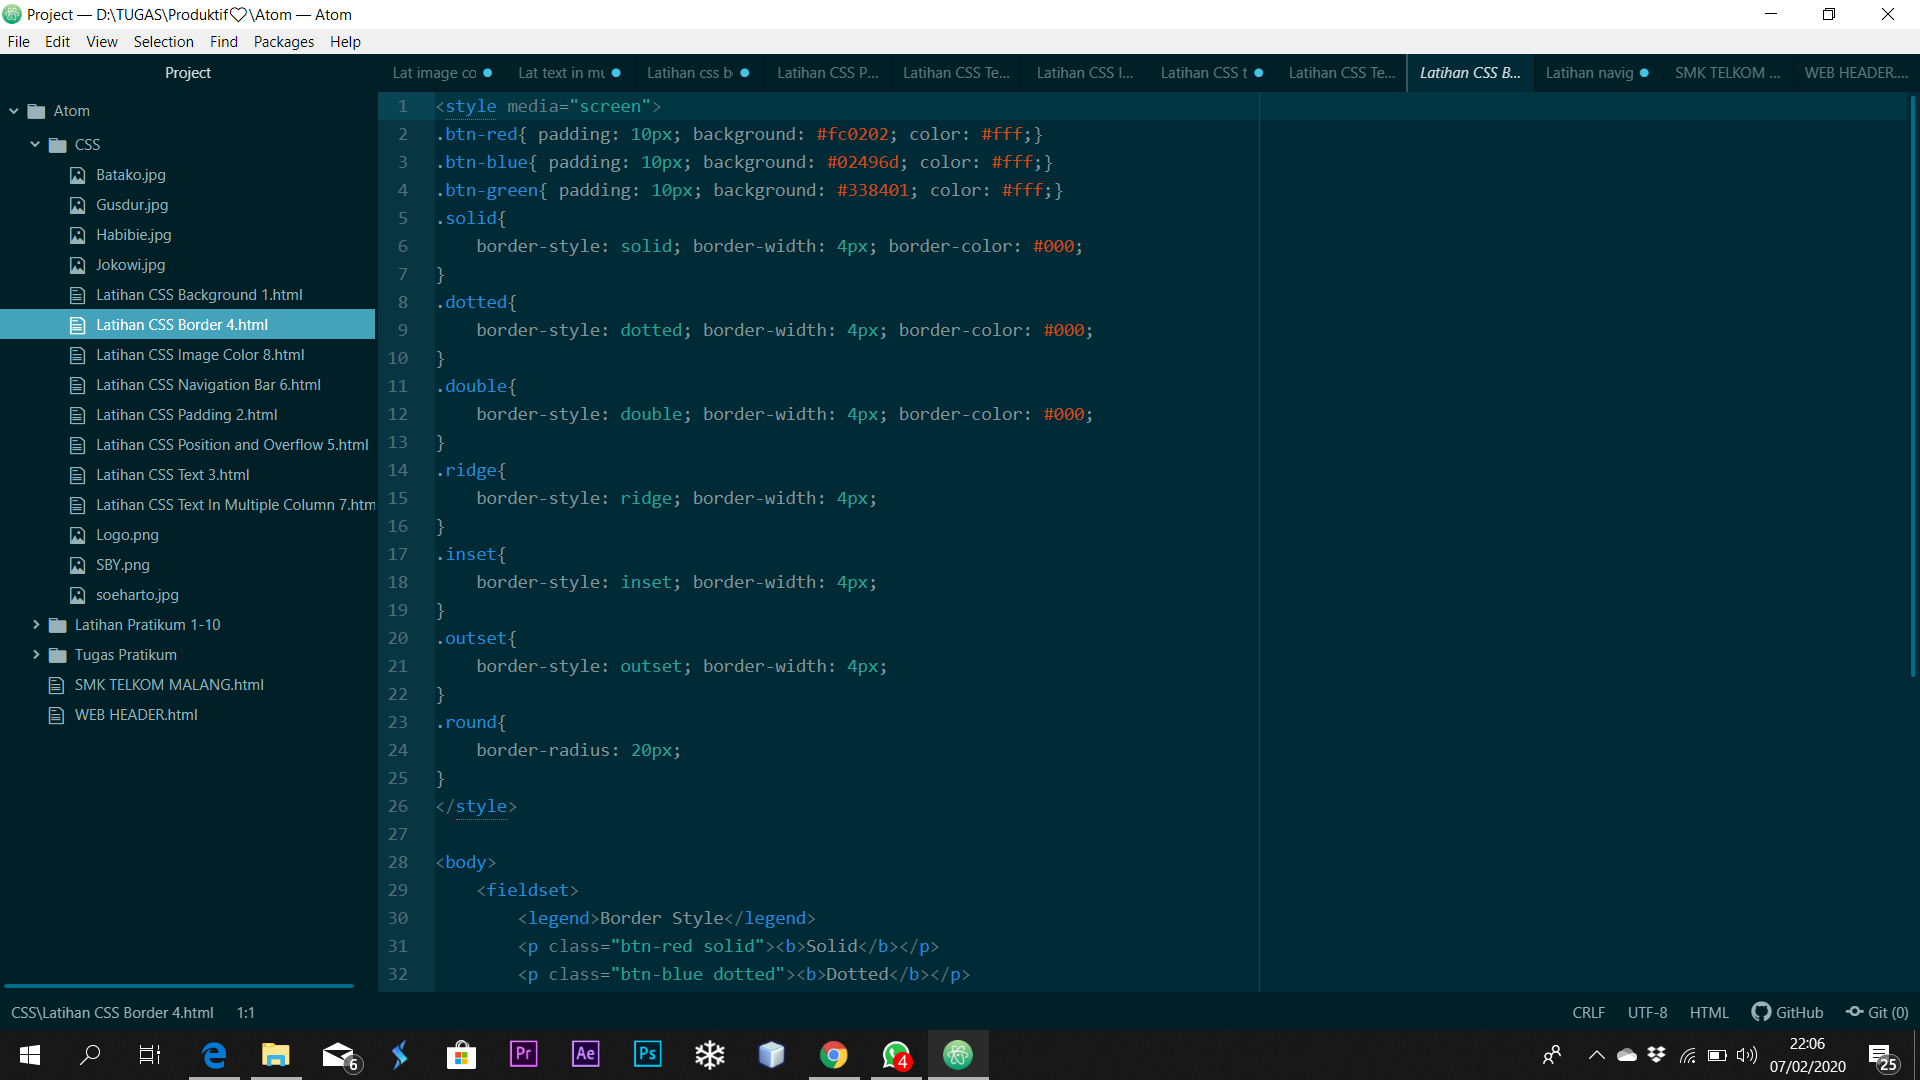 Project — D:\TUGAS\Produktif♡\Atom — Atom
File Edit View Selection Find Packages Help
Project
Lat image co Lat text in mu Latihan css b Latihan CSS P... Latihan CSS Te... Latihan CSS I... Latihan CSS t Latihan CSS Te... Latihan CSS B... Latihan navig SMK TELKOM ... WEB HEADER....
Atom
CSS
Batako.jpg
Gusdur.jpg
Habibie.jpg
Jokowi.jpg
Latihan CSS Background 1.html
Latihan CSS Border 4.html
Latihan CSS Image Color 8.html
Latihan CSS Navigation Bar 6.html
Latihan CSS Padding 2.html
Latihan CSS Position and Overflow 5.html
Latihan CSS Text 3.html
Latihan CSS Text In Multiple Column 7.htm
Logo.png
SBY.png
soeharto.jpg
Latihan Pratikum 1-10
Tugas Pratikum
SMK TELKOM MALANG.html
WEB HEADER.html
1 <style media="screen">
2 .btn-red{ padding: 10px; background: #fc0202; color: #fff;}
3 .btn-blue{ padding: 10px; background: #02496d; color: #fff;}
4 .btn-green{ padding: 10px; background: #338401; color: #fff;}
5 .solid{
6 border-style: solid; border-width: 4px; border-color: #000;
7 }
8 .dotted{
9 border-style: dotted; border-width: 4px; border-color: #000;
10 }
11 .double{
12 border-style: double; border-width: 4px; border-color: #000;
13 }
14 .ridge{
15 border-style: ridge; border-width: 4px;
16 }
17 .inset{
18 border-style: inset; border-width: 4px;
19 }
20 .outset{
21 border-style: outset; border-width: 4px;
22 }
23 .round{
24 border-radius: 20px;
25 }
26 </style>
27
28 <body>
29 <fieldset>
30 <legend>Border Style</legend>
31 <p class="btn-red solid"><b>Solid</b></p>
32 <p class="btn-blue dotted"><b>Dotted</b></p>
CSS\Latihan CSS Border 4.html 1:1 CRLF UTF-8 HTML GitHub Git (0)
6 Pr Ae Ps 4 22:06
07/02/2020 25